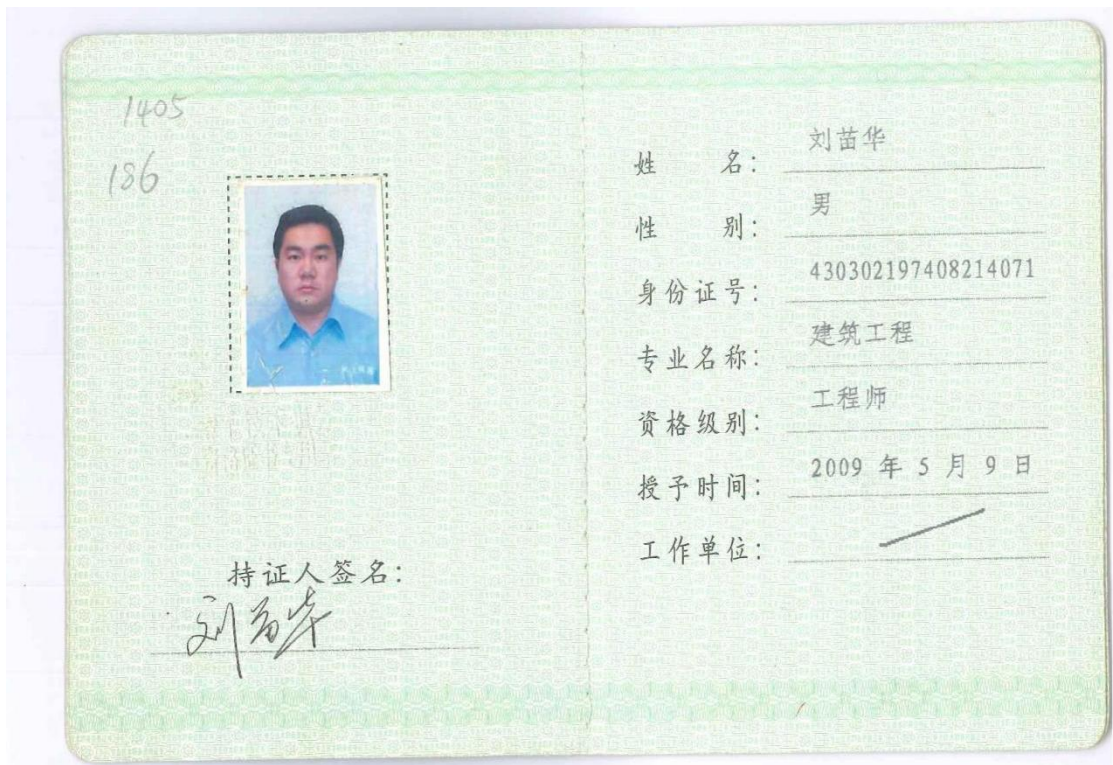 1405
186
持证人签名:
刘苗华
姓 名: 刘苗华
性 别: 男
身份证号: 430302197408214071
专业名称: 建筑工程
资格级别: 工程师
授予时间: 2009 年 5 月 9 日
工作单位: